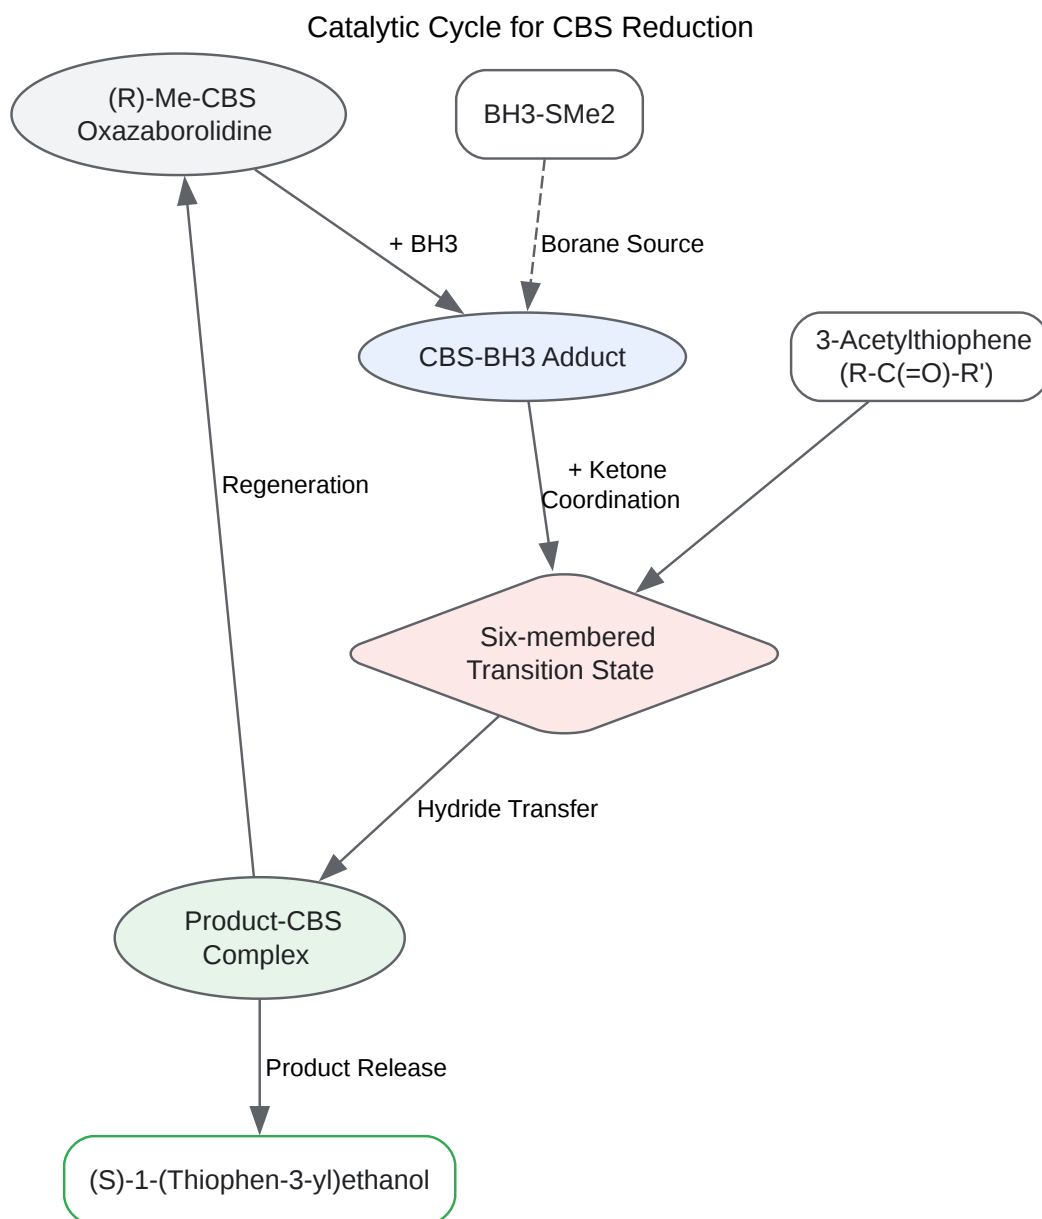 Catalytic Cycle for CBS Reduction
(R)-Me-CBS
Oxazaborolidine
BH3-SMe2
+ BH3
Borane Source
CBS-BH3 Adduct
3-Acetylthiophene
(R-C(=O)-R')
+ Ketone
Coordination
Regeneration
Six-membered
Transition State
Hydride Transfer
Product-CBS
Complex
Product Release
(S)-1-(Thiophen-3-yl)ethanol